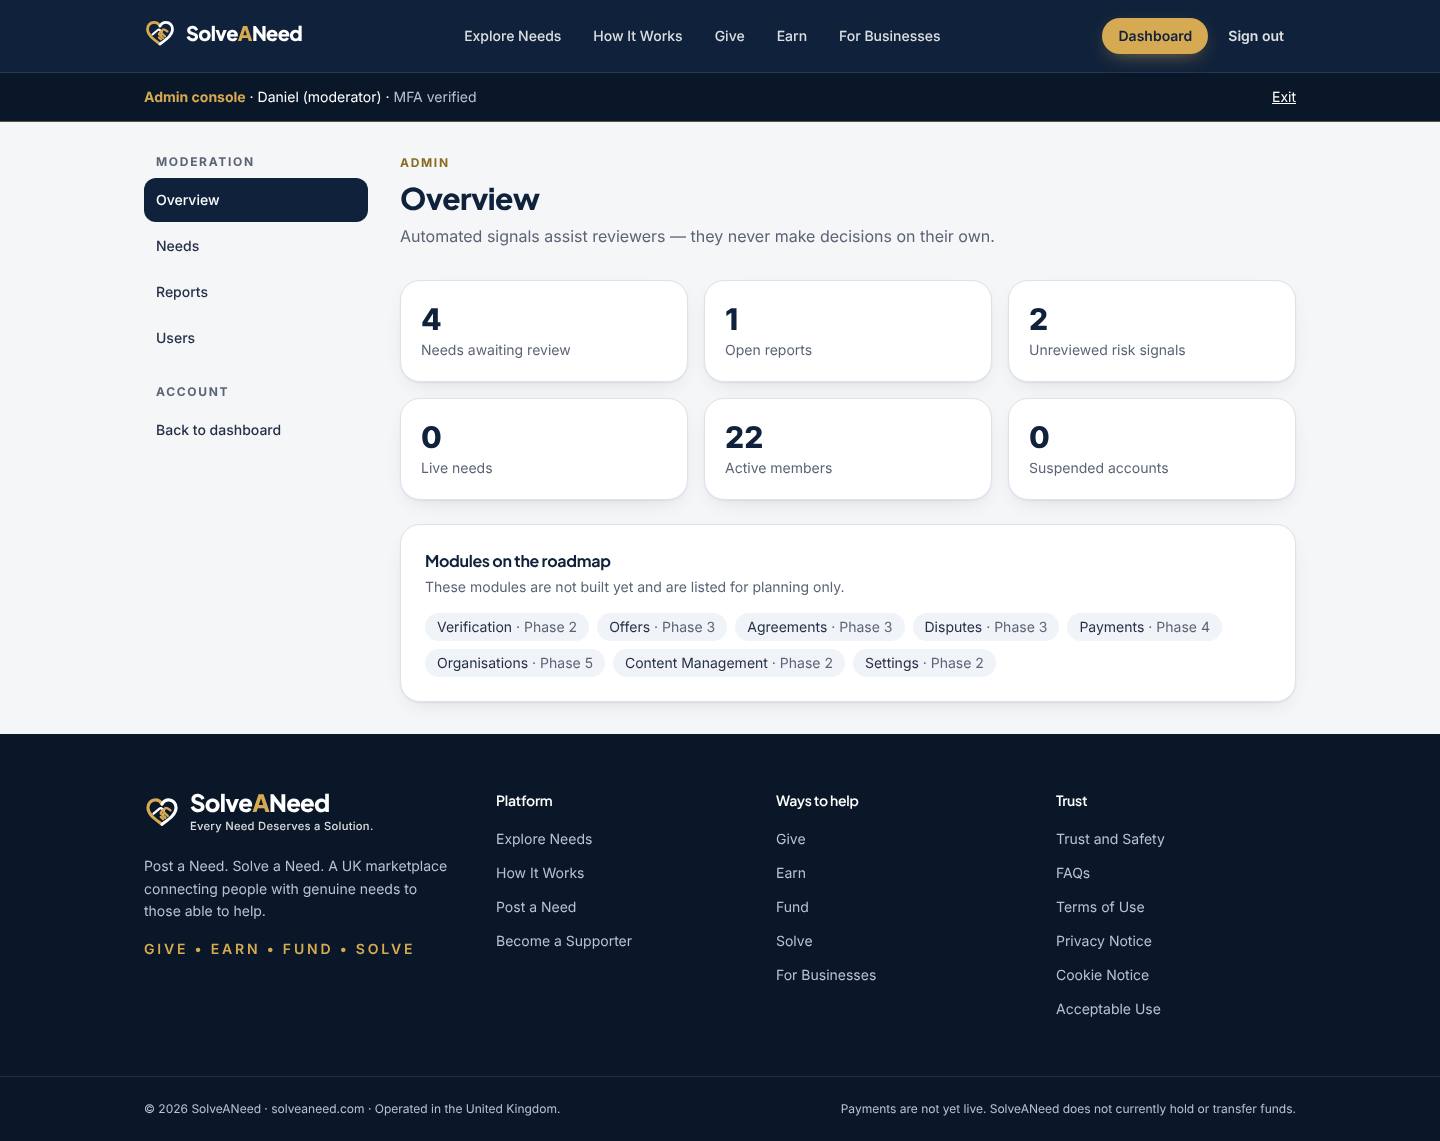 SolveANeed
Explore Needs
How It Works
Give
Earn
For Businesses
Dashboard
Sign out
Admin console · Daniel (moderator) · MFA verified
Exit
MODERATION
Overview
Needs
Reports
Users
ACCOUNT
Back to dashboard
ADMIN
Overview
Automated signals assist reviewers — they never make decisions on their own.
4
Needs awaiting review
1
Open reports
2
Unreviewed risk signals
0
Live needs
22
Active members
0
Suspended accounts
Modules on the roadmap
These modules are not built yet and are listed for planning only.
Verification · Phase 2
Offers · Phase 3
Agreements · Phase 3
Disputes · Phase 3
Payments · Phase 4
Organisations · Phase 5
Content Management · Phase 2
Settings · Phase 2
SolveANeed
Every Need Deserves a Solution.
Post a Need. Solve a Need. A UK marketplace
connecting people with genuine needs to
those able to help.
GIVE • EARN • FUND • SOLVE
Platform
Explore Needs
How It Works
Post a Need
Become a Supporter
Ways to help
Give
Earn
Fund
Solve
For Businesses
Trust
Trust and Safety
FAQs
Terms of Use
Privacy Notice
Cookie Notice
Acceptable Use
© 2026 SolveANeed · solveaneed.com · Operated in the United Kingdom.
Payments are not yet live. SolveANeed does not currently hold or transfer funds.